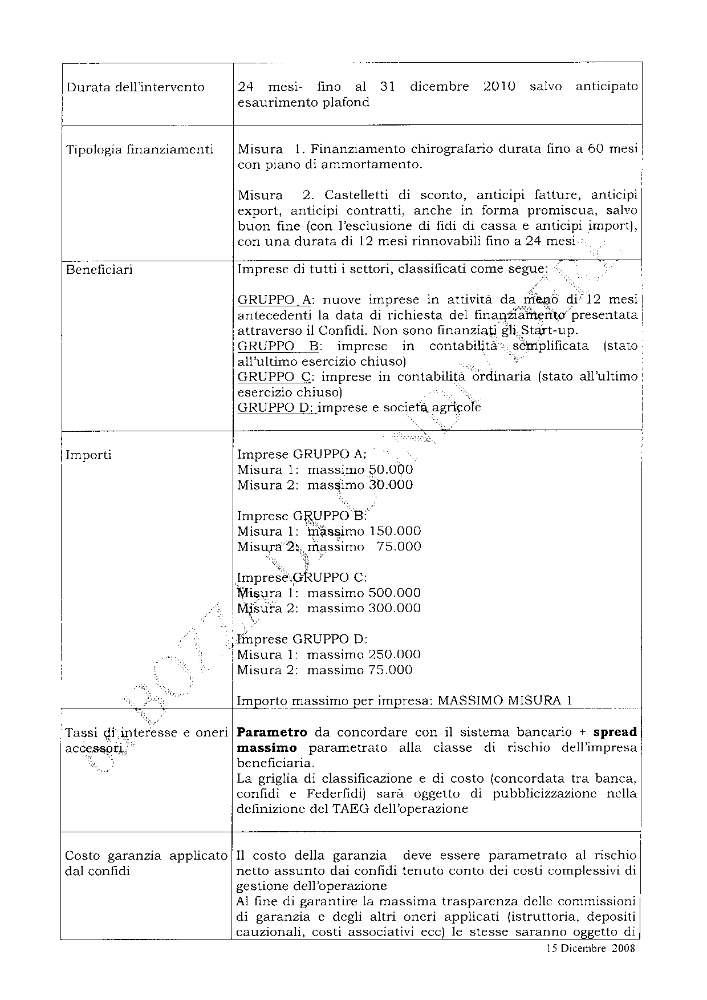 Durata dell'intervento
24 mesi- fino al 31 dicembre 2010 salvo anticipato
esaurimento plafond
Tipologia finanziamenti
Misura 1. Finanziamento chirografario durata fino a 60 mesi
con piano di ammortamento.
Misura 2. Castelletti di sconto, anticipi fatture, anticipi
export, anticipi contratti, anche in forma promiscua, salvo
buon fine (con l'esclusione di fidi di cassa e anticipi import),
con una durata di 12 mesi rinnovabili fino a 24 mesi
Beneficiari
Imprese di tutti i settori, classificati come segue:
GRUPPO A: nuove imprese in attività da meno di 12 mesi
antecedenti la data di richiesta del finanziamento presentata
attraverso il Confidi. Non sono finanziati gli Start-up.
GRUPPO B: imprese in contabilità semplificata (stato
all'ultimo esercizio chiuso)
GRUPPO C: imprese in contabilità ordinaria (stato all'ultimo
esercizio chiuso)
GRUPPO D: imprese e società agricole
Importi
Imprese GRUPPO A:
Misura 1: massimo 50.000
Misura 2: massimo 30.000
Imprese GRUPPO B:
Misura 1: massimo 150.000
Misura 2: massimo 75.000
Imprese GRUPPO C:
Misura 1: massimo 500.000
Misura 2: massimo 300.000
Imprese GRUPPO D:
Misura 1: massimo 250.000
Misura 2: massimo 75.000
Importo massimo per impresa: MASSIMO MISURA 1
Tassi di interesse e oneri
accessori
Parametro da concordare con il sistema bancario + spread
massimo parametrato alla classe di rischio dell'impresa
beneficiaria.
La griglia di classificazione e di costo (concordata tra banca,
confidi e Federfidi) sarà oggetto di pubblicizzazione nella
definizione del TAEG dell'operazione
Costo garanzia applicato
dal confidi
Il costo della garanzia deve essere parametrato al rischio
netto assunto dai confidi tenuto conto dei costi complessivi di
gestione dell'operazione
Al fine di garantire la massima trasparenza delle commissioni
di garanzia e degli altri oneri applicati (istruttoria, depositi
cauzionali, costi associativi ecc) le stesse saranno oggetto di
15 Dicembre 2008
BOZZA